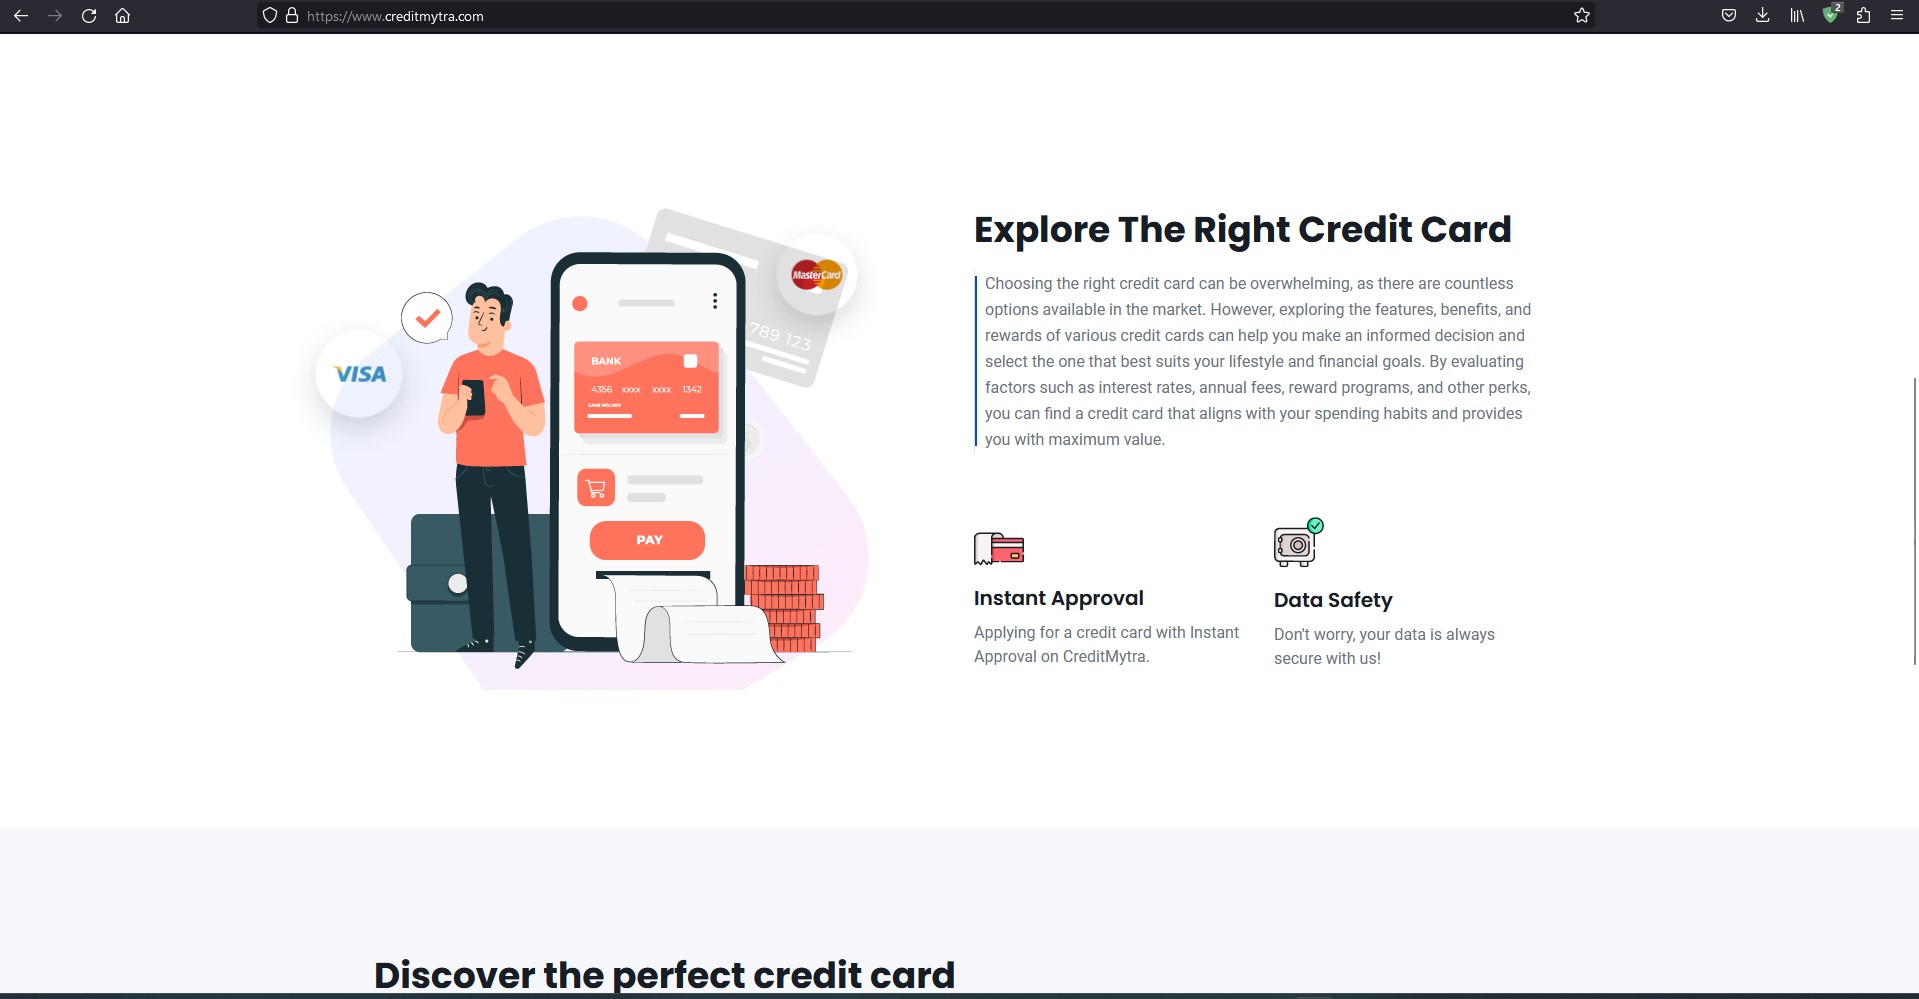 https://www.creditmytra.com
2
Explore The Right Credit Card
Choosing the right credit card can be overwhelming, as there are countless
options available in the market. However, exploring the features, benefits, and
rewards of various credit cards can help you make an informed decision and
select the one that best suits your lifestyle and financial goals. By evaluating
factors such as interest rates, annual fees, reward programs, and other perks,
you can find a credit card that aligns with your spending habits and provides
you with maximum value.
MasterCard
789 123
VISA
BANK
4356 xxxx xxxx 1342
CARD HOLDER
PAY
Instant Approval
Applying for a credit card with Instant
Approval on CreditMytra.
Data Safety
Don't worry, your data is always
secure with us!
Discover the perfect credit card